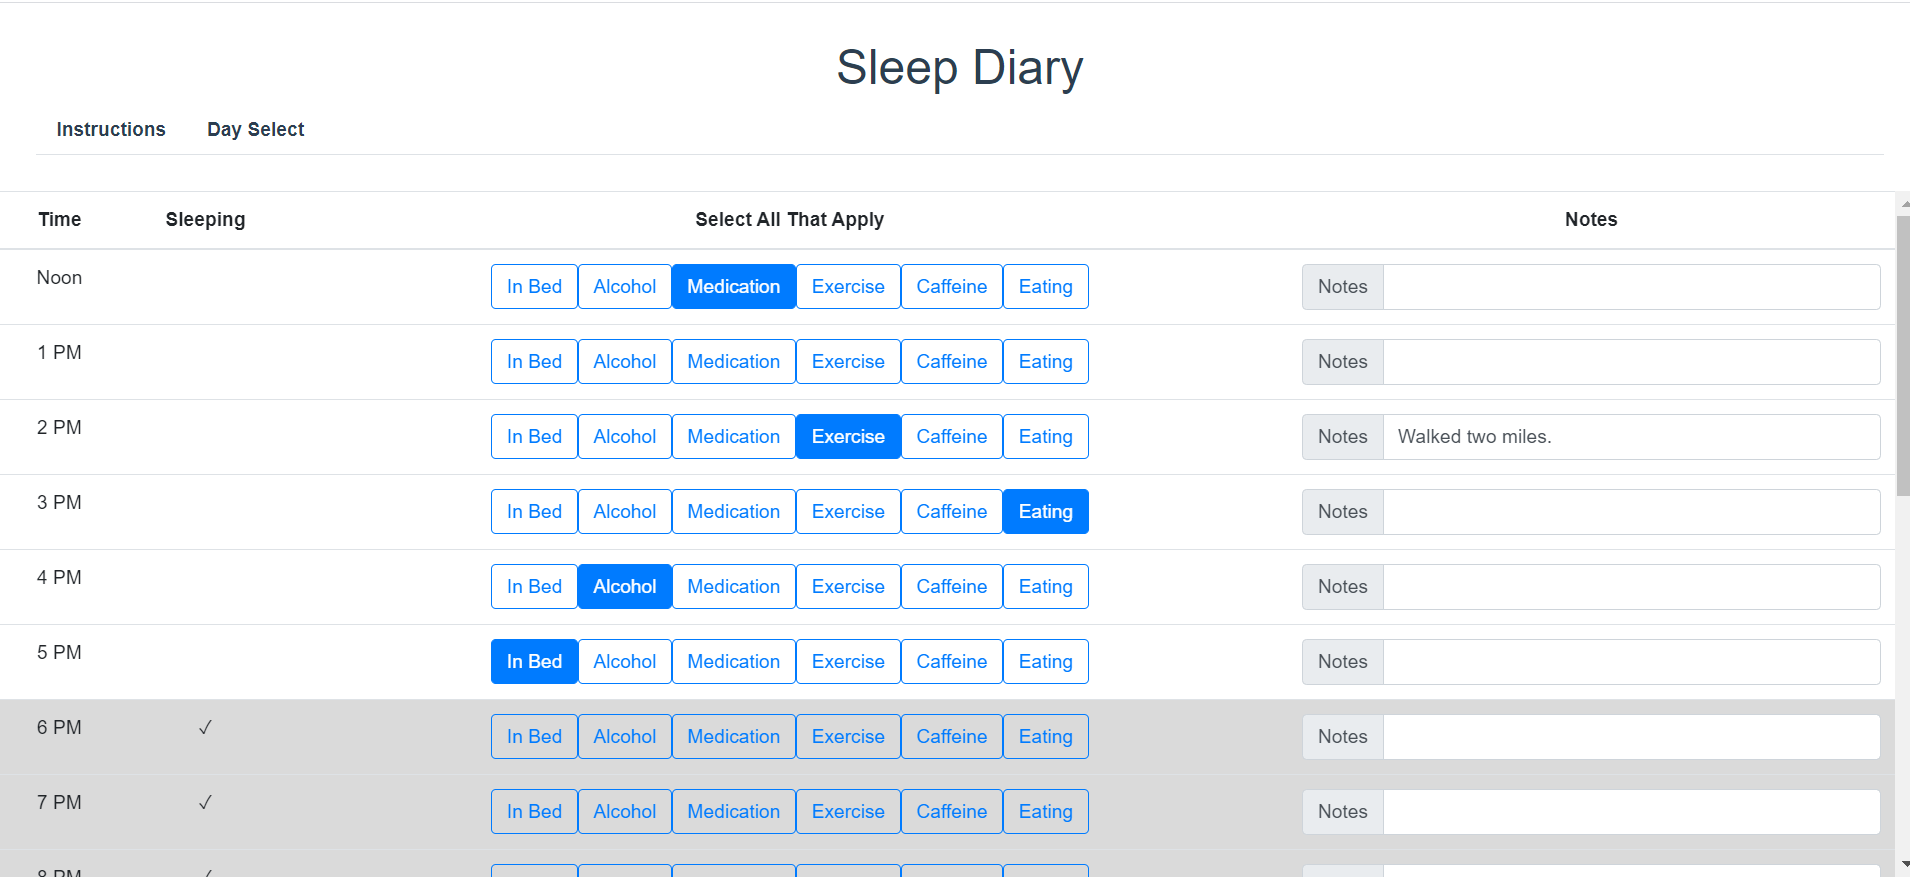 Sleep Diary
Instructions Day Select
Time Sleeping Select All That Apply Notes
Noon In Bed Alcohol Medication Exercise Caffeine Eating Notes
1 PM In Bed Alcohol Medication Exercise Caffeine Eating Notes
2 PM In Bed Alcohol Medication Exercise Caffeine Eating Notes Walked two miles.
3 PM In Bed Alcohol Medication Exercise Caffeine Eating Notes
4 PM In Bed Alcohol Medication Exercise Caffeine Eating Notes
5 PM In Bed Alcohol Medication Exercise Caffeine Eating Notes
6 PM ✓ In Bed Alcohol Medication Exercise Caffeine Eating Notes
7 PM ✓ In Bed Alcohol Medication Exercise Caffeine Eating Notes
8 PM ✓